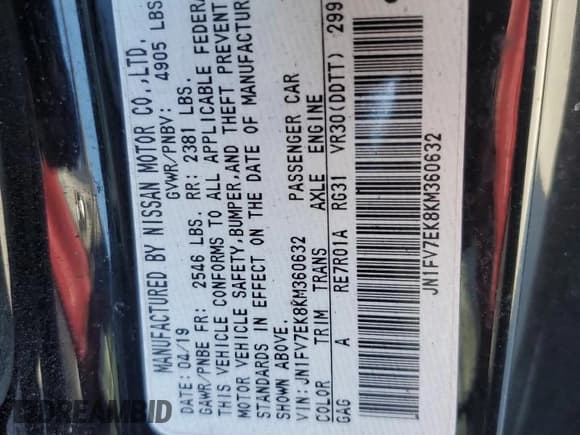 MANUFACTURED BY NISSAN MOTOR CO.,LTD.
DATE: 04/19 GVWR/PNBV: 4905 LBS
GAWR/PNBE FR: 2546 LBS. RR: 2381 LBS.
THIS VEHICLE CONFORMS TO ALL APPLICABLE FEDERA
MOTOR VEHICLE SAFETY,BUMPER,AND THEFT PREVENT
STANDARDS IN EFFECT ON THE DATE OF MANUFACTUR
SHOWN ABOVE.
VIN: JN1FV7EK8KM360632 PASSENGER CAR
COLOR TRIM TRANS AXLE ENGINE
GAG A RE7R01A RG31 VR30(DDTT) 299
JN1FV7EK8KM360632
DREAMBID